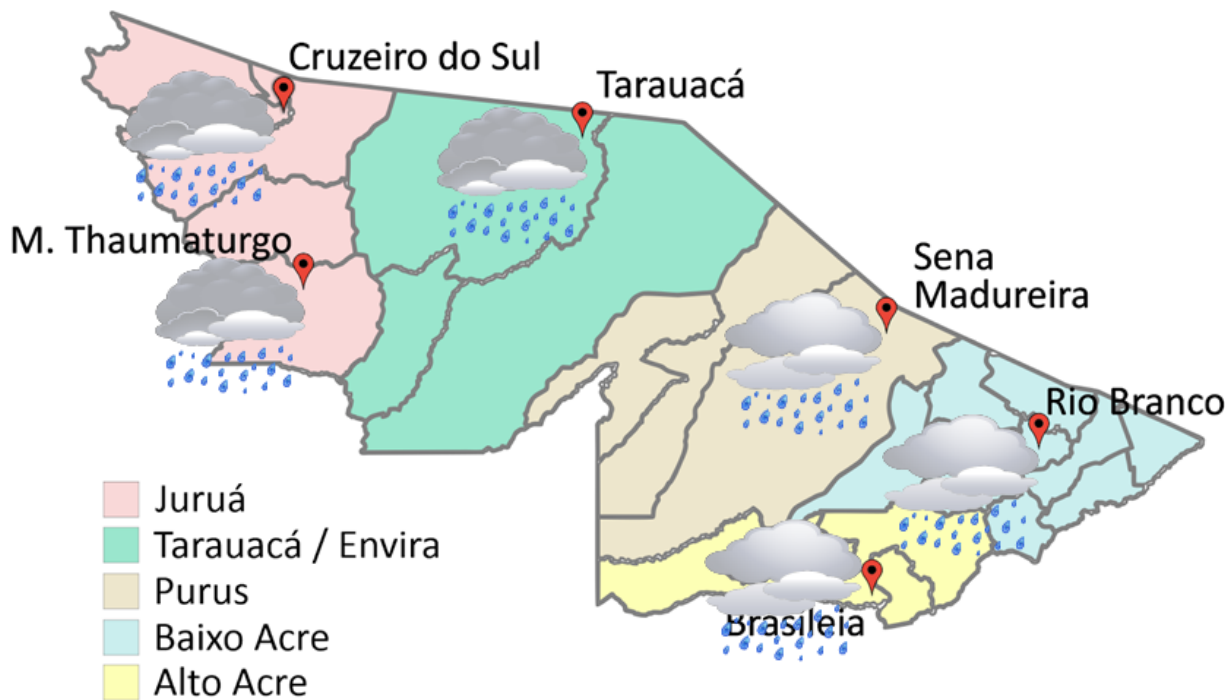 Cruzeiro do Sul
Tarauacá
M. Thaumaturgo
Sena
Madureira
Rio Branco
Brasileia
Juruá
Tarauacá / Envira
Purus
Baixo Acre
Alto Acre